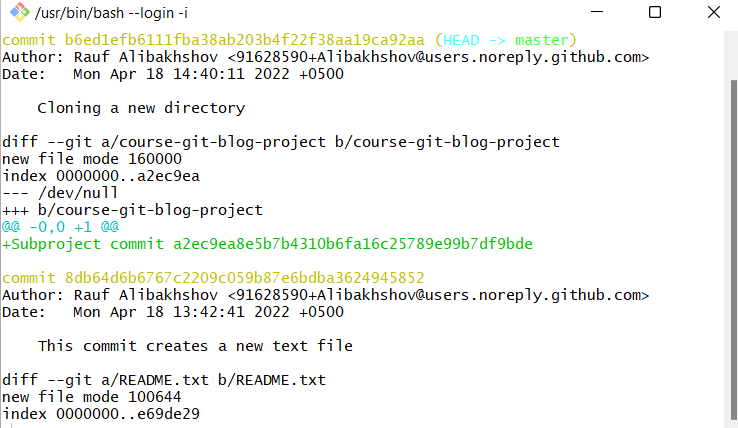 /usr/bin/bash --login -i
commit b6ed1efb6111fba38ab203b4f22f38aa19ca92aa (HEAD -> master)
Author: Rauf Alibakhshov <91628590+Alibakhshov@users.noreply.github.com>
Date:   Mon Apr 18 14:40:11 2022 +0500
    Cloning a new directory
diff --git a/course-git-blog-project b/course-git-blog-project
new file mode 160000
index 0000000..a2ec9ea
--- /dev/null
+++ b/course-git-blog-project
@@ -0,0 +1 @@
+Subproject commit a2ec9ea8e5b7b4310b6fa16c25789e99b7df9bde
commit 8db64d6b6767c2209c059b87e6bdba3624945852
Author: Rauf Alibakhshov <91628590+Alibakhshov@users.noreply.github.com>
Date:   Mon Apr 18 13:42:41 2022 +0500
    This commit creates a new text file
diff --git a/README.txt b/README.txt
new file mode 100644
index 0000000..e69de29